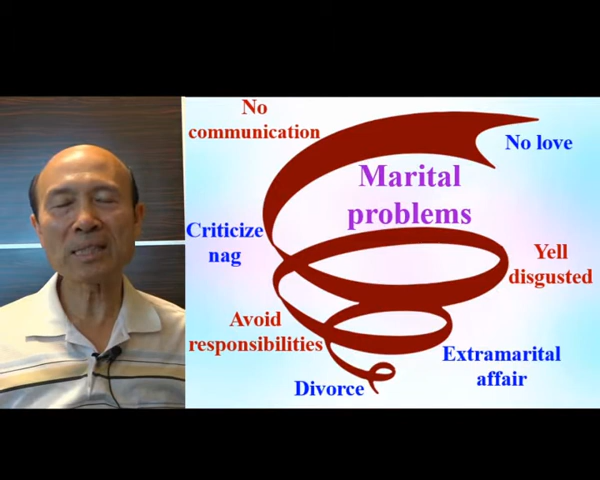 No
communication
No love
Marital
problems
Criticize
nag
Yell
disgusted
Avoid
responsibilities
Extramarital
affair
Divorce